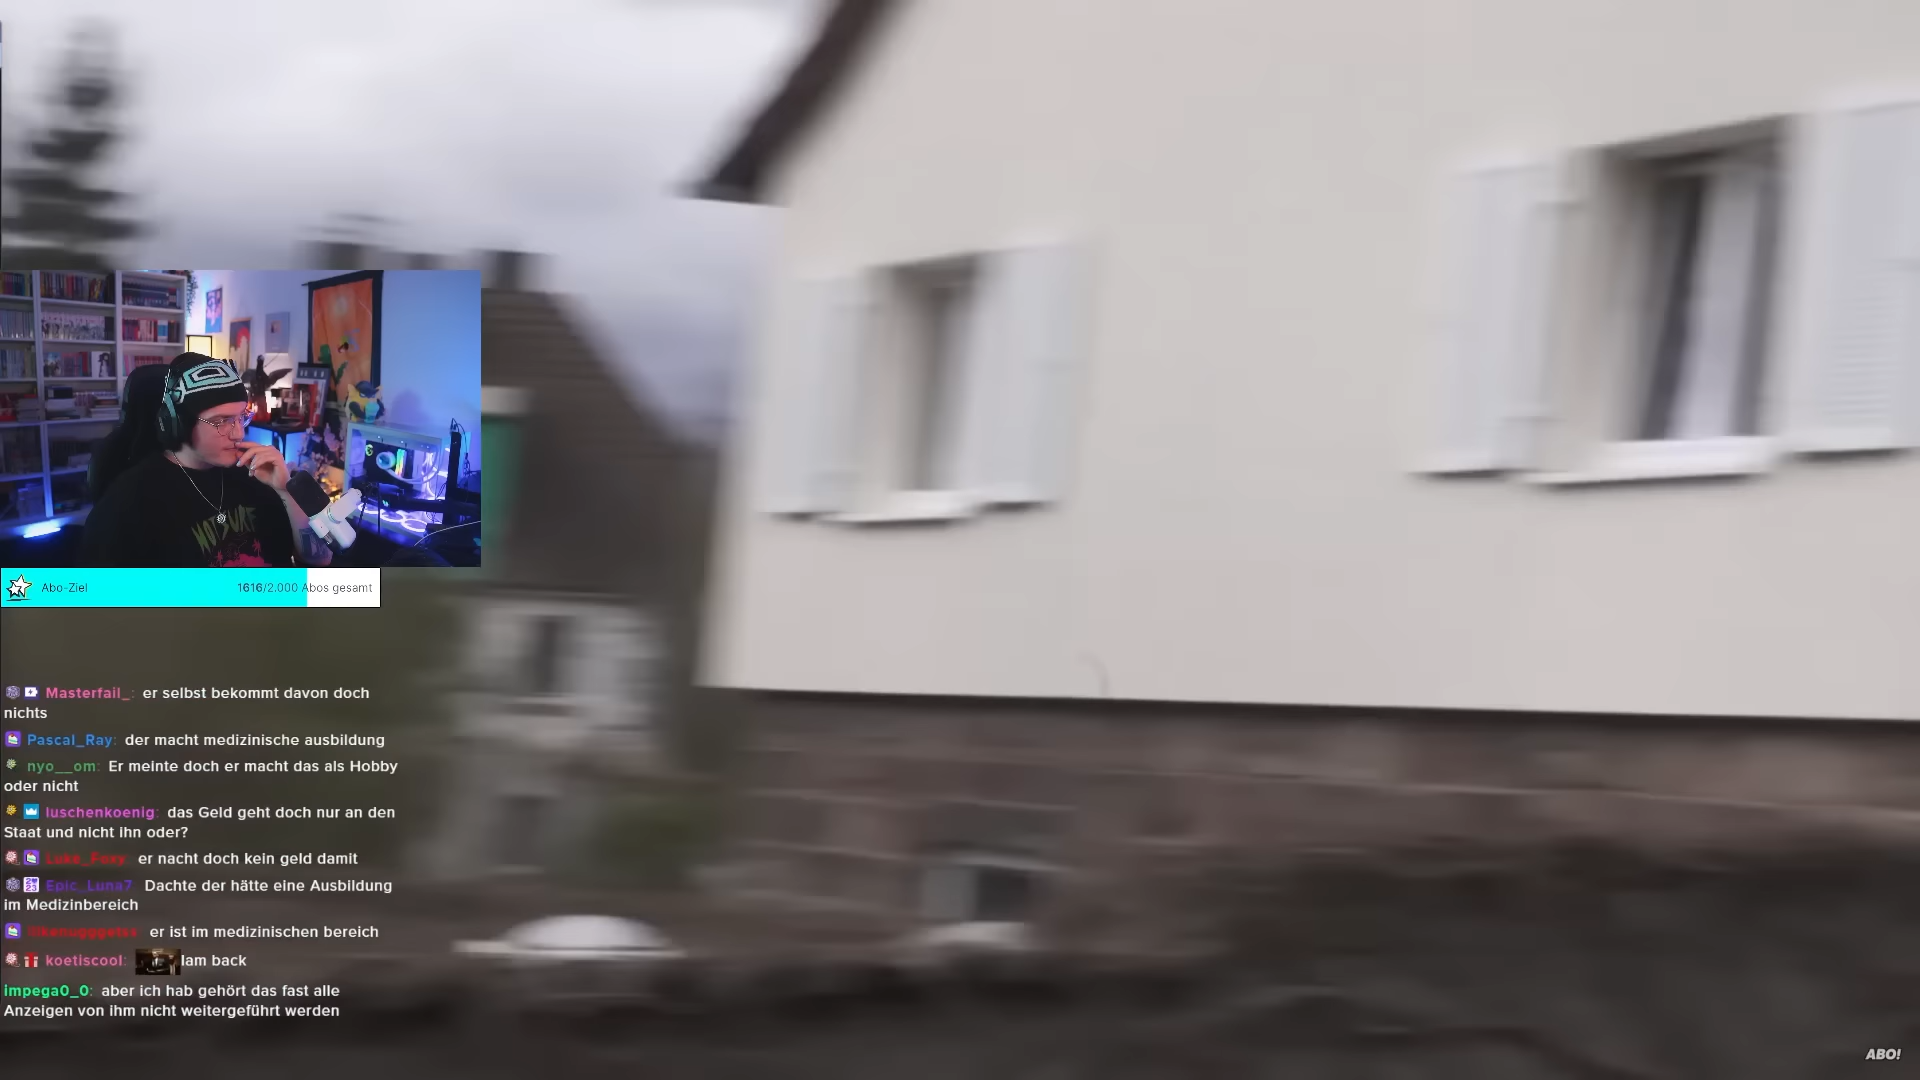 Abo-Ziel 1616/2.000 Abos gesamt
Masterfail_: er selbst bekommt davon doch
nichts
Pascal_Ray: der macht medizinische ausbildung
nyo__om: Er meinte doch er macht das als Hobby
oder nicht
luschenkoenig: das Geld geht doch nur an den
Staat und nicht ihn oder?
Luke_Foxy: er nacht doch kein geld damit
Epic_Luna7: Dachte der hätte eine Ausbildung
im Medizinbereich
er ist im medizinischen bereich
koetiscool: Iam back
impega0_0: aber ich hab gehört das fast alle
Anzeigen von ihm nicht weitergeführt werden
ABO!